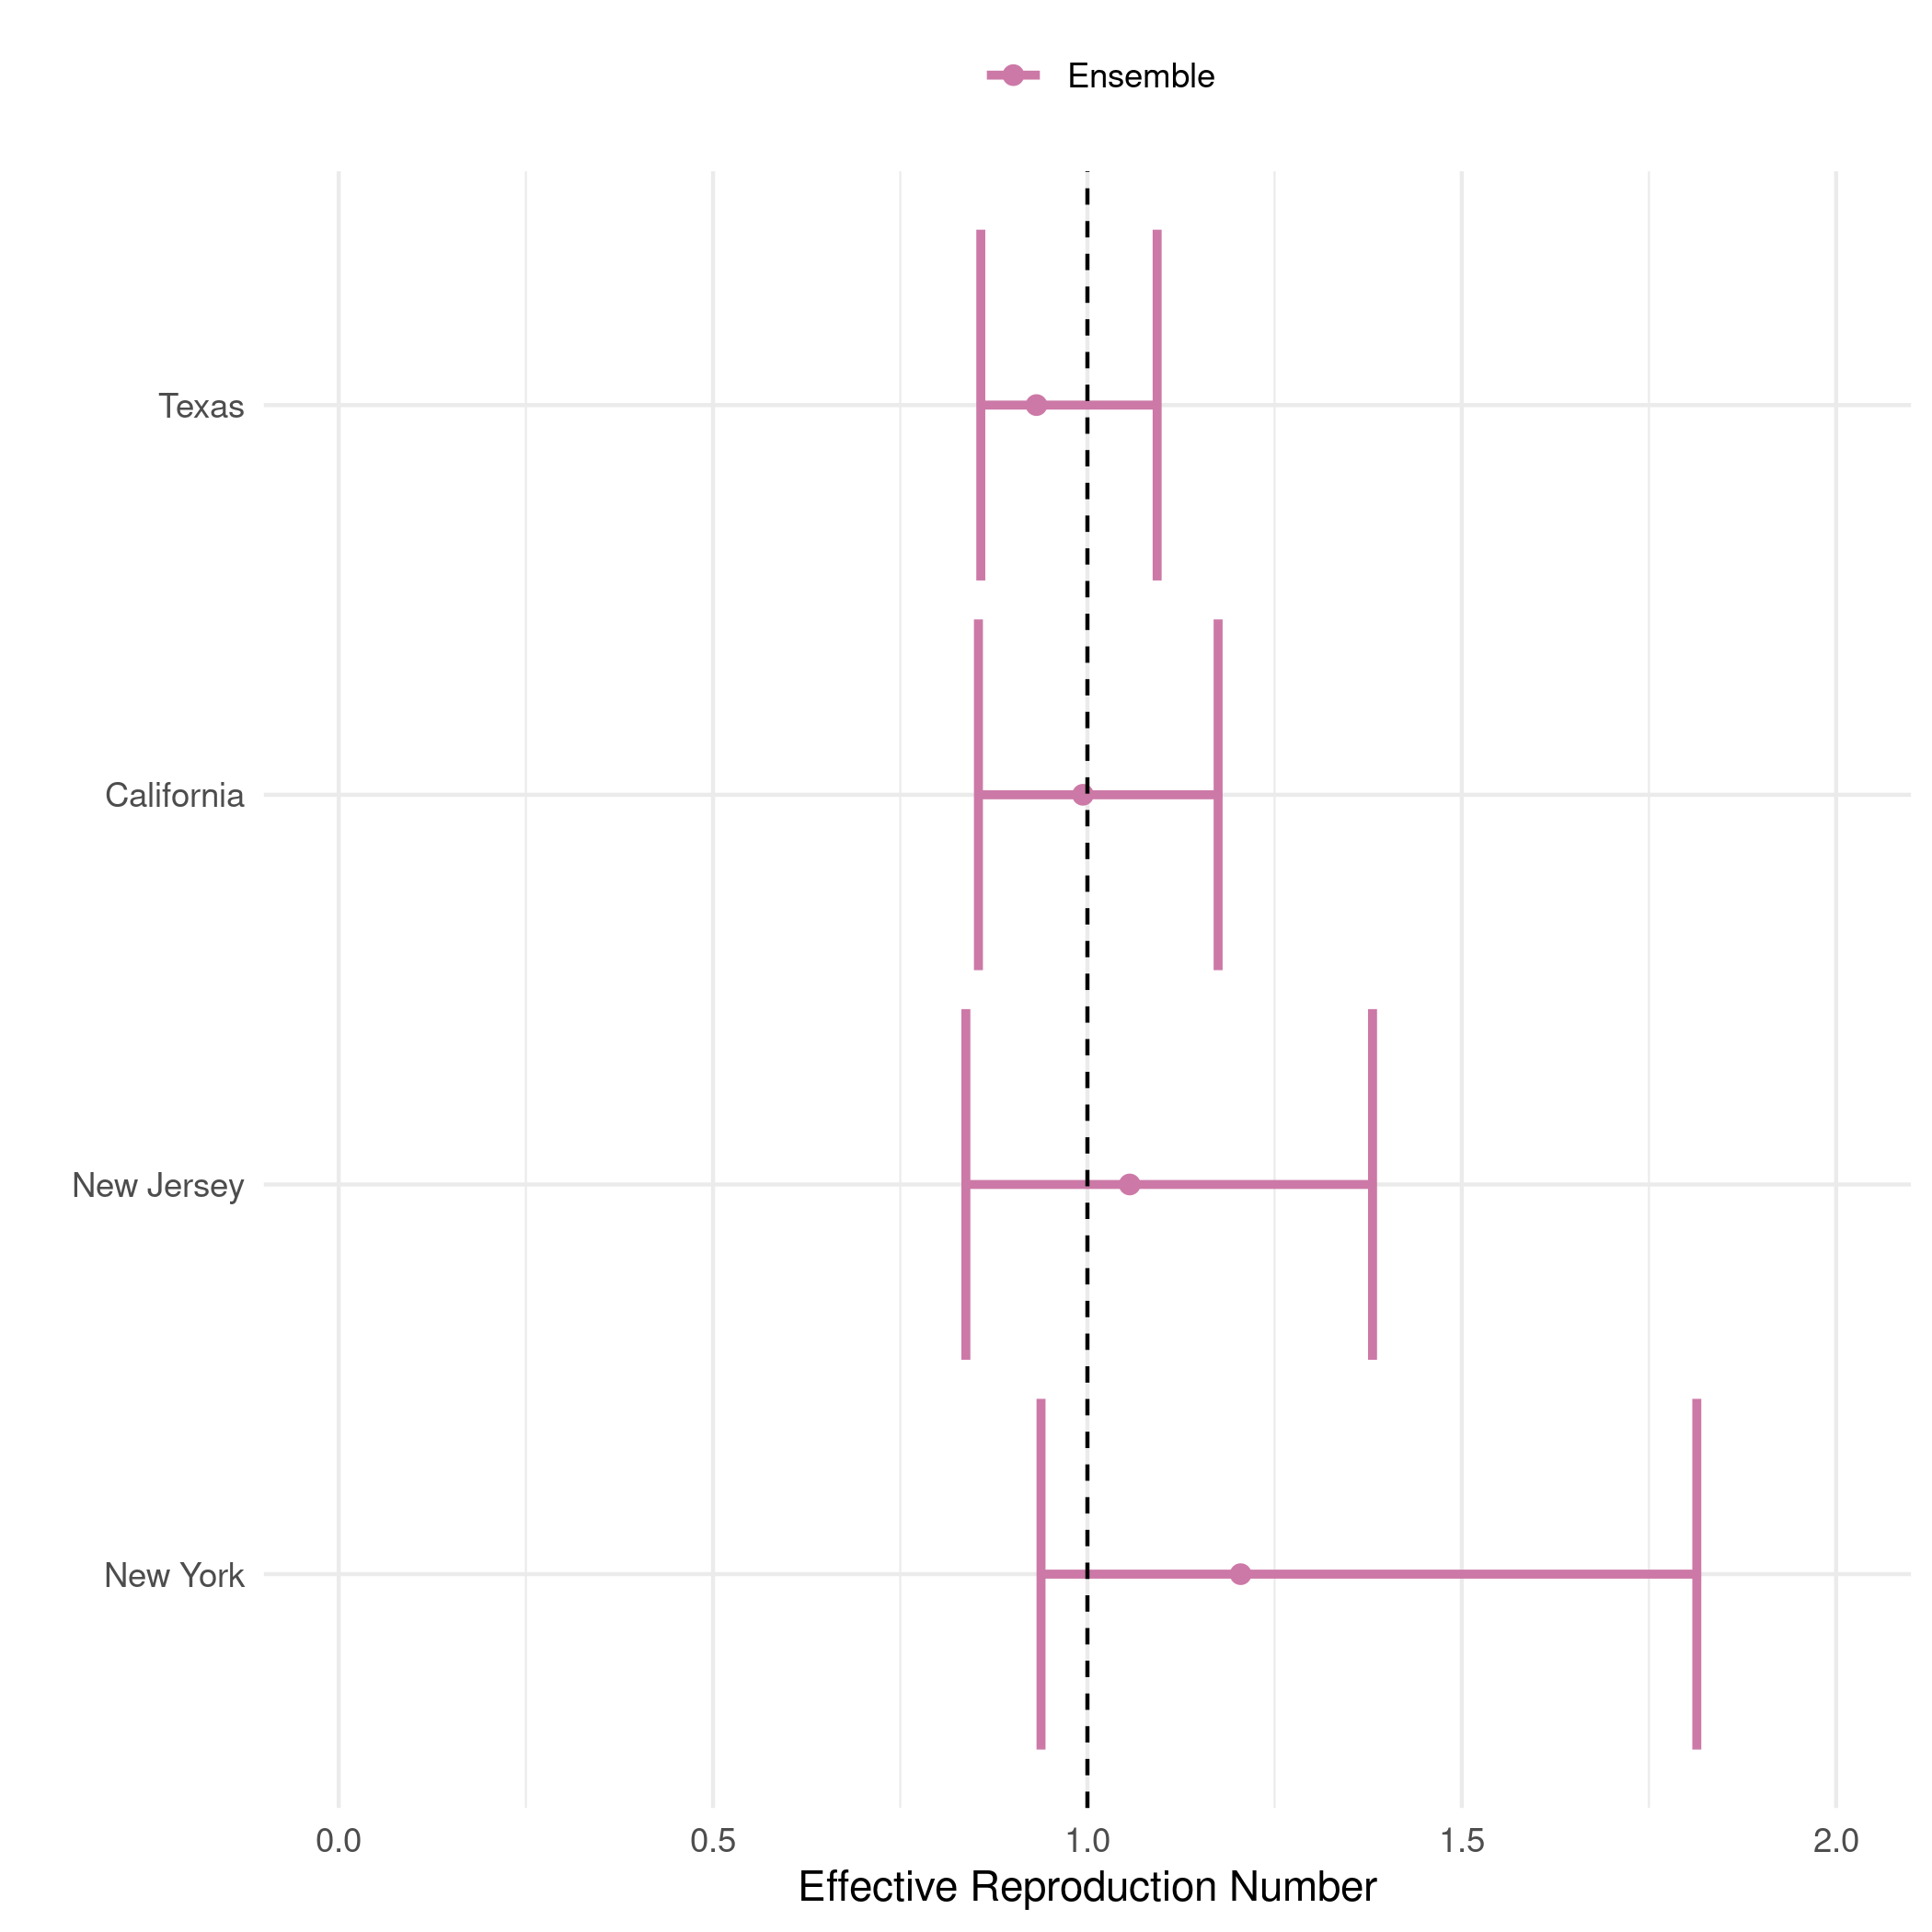 Ensemble
Texas
California
New Jersey
New York
0.0 0.5 1.0 1.5 2.0
Effective Reproduction Number